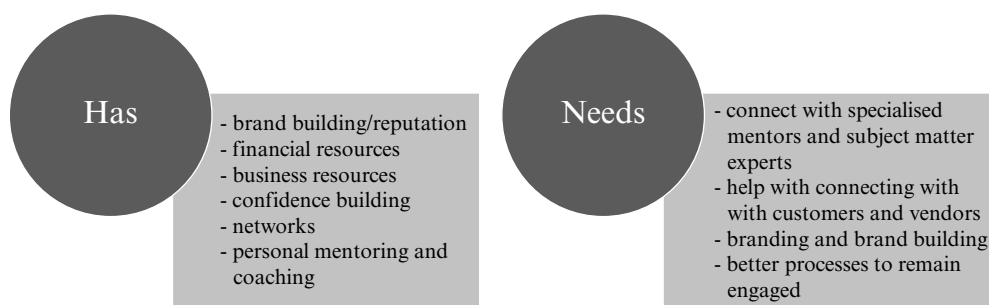 Has
- brand building/reputation
- financial resources
- business resources
- confidence building
- networks
- personal mentoring and
coaching
Needs
- connect with specialised
mentors and subject matter
experts
- help with connecting with
with customers and vendors
- branding and brand building
- better processes to remain
engaged